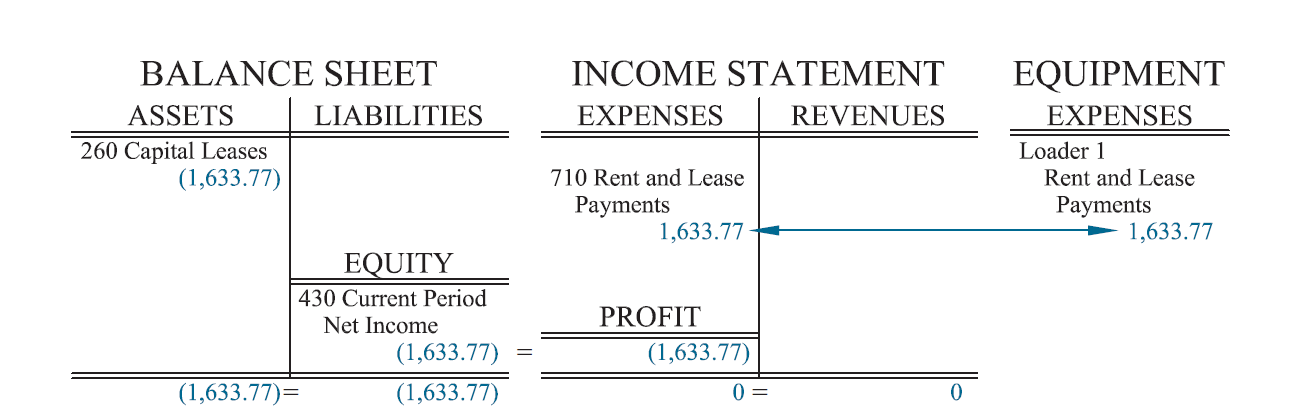 BALANCE SHEET INCOME STATEMENT EQUIPMENT
ASSETS LIABILITIES EXPENSES REVENUES EXPENSES
260 Capital Leases Loader 1
(1,633.77) 710 Rent and Lease Rent and Lease
Payments Payments
1,633.77 1,633.77
EQUITY
430 Current Period
Net Income PROFIT
(1,633.77) = (1,633.77)
(1,633.77)= (1,633.77) 0 = 0